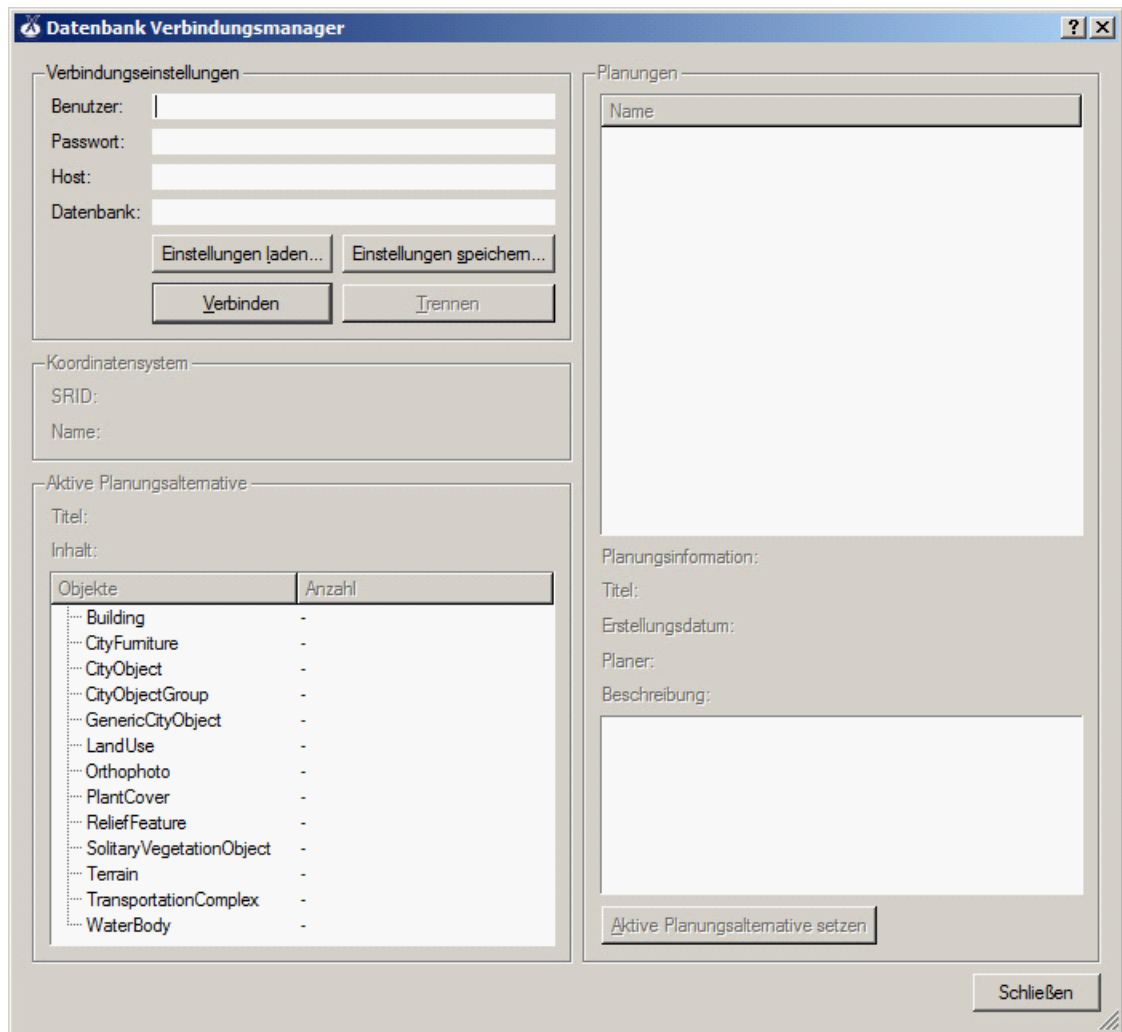 Datenbank Verbindungsmanager
Verbindungseinstellungen
Benutzer:
Passwort:
Host:
Datenbank:
Einstellungen laden...
Einstellungen speichern...
Verbinden
Trennen
Koordinatensystem
SRID:
Name:
Aktive Planungsalternative
Titel:
Inhalt:
Objekte Anzahl
Building -
CityFurniture -
CityObject -
CityObjectGroup -
GenericCityObject -
LandUse -
Orthophoto -
PlantCover -
ReliefFeature -
SolitaryVegetationObject -
Terrain -
TransportationComplex -
WaterBody -
Planungen
Name
Planungsinformation:
Titel:
Erstellungsdatum:
Planer:
Beschreibung:
Aktive Planungsalternative setzen
Schließen